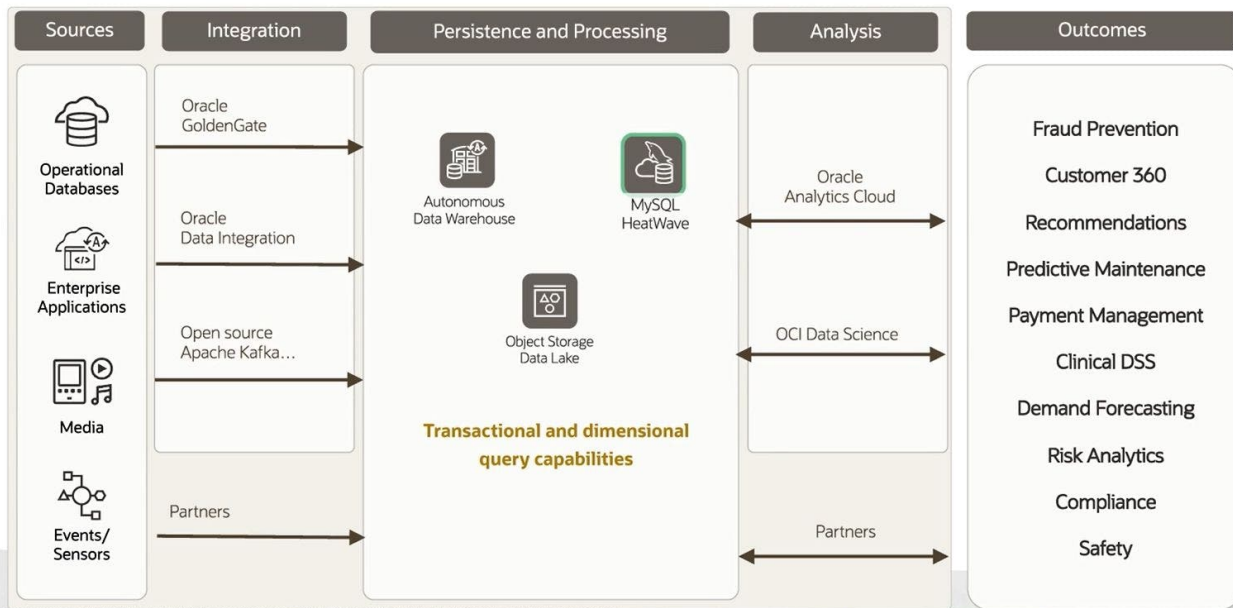 Sources
Integration
Persistence and Processing
Analysis
Outcomes
Operational
Databases
Enterprise
Applications
Media
Events/
Sensors
Oracle
GoldenGate
Oracle
Data Integration
Open source
Apache Kafka...
Partners
Autonomous
Data Warehouse
MySQL
HeatWave
Object Storage
Data Lake
Transactional and dimensional
query capabilities
Oracle
Analytics Cloud
OCI Data Science
Partners
Fraud Prevention
Customer 360
Recommendations
Predictive Maintenance
Payment Management
Clinical DSS
Demand Forecasting
Risk Analytics
Compliance
Safety